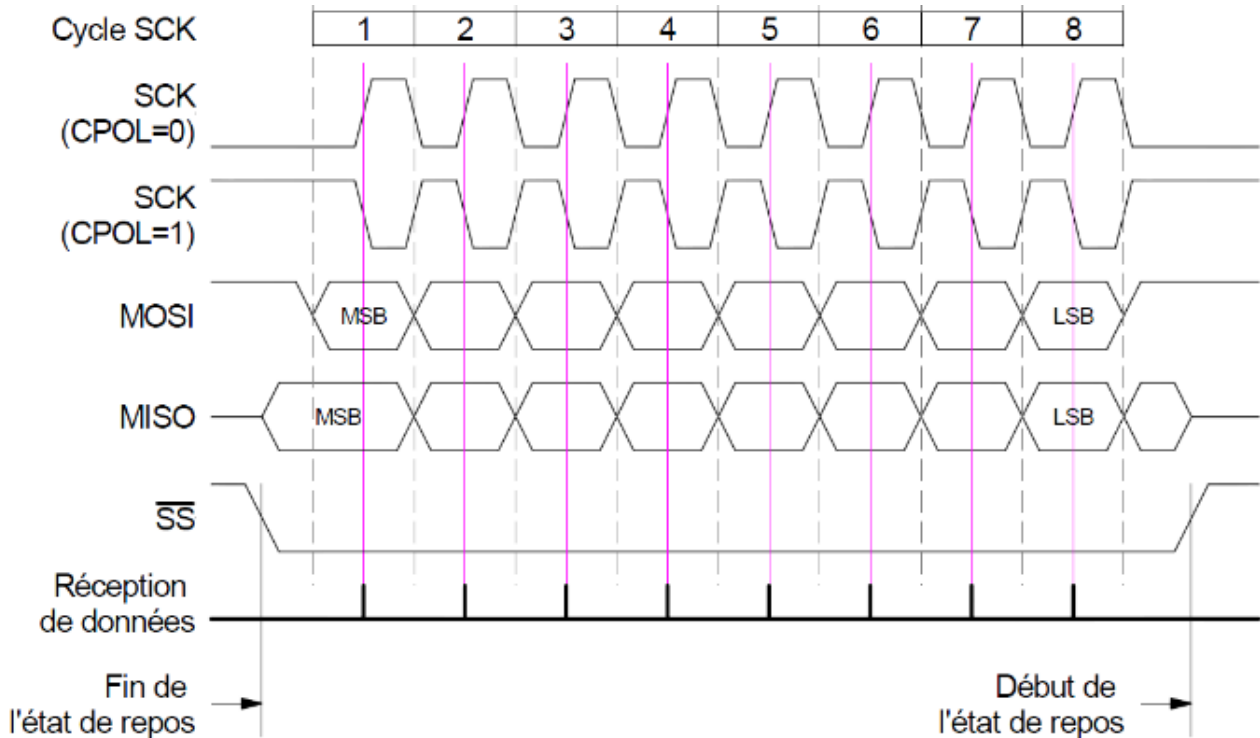 Cycle SCK 1 2 3 4 5 6 7 8
SCK
(CPOL=0)
SCK
(CPOL=1)
MOSI MSB LSB
MISO MSB LSB
SS
Réception
de données
Fin de
l'état de repos
Début de
l'état de repos